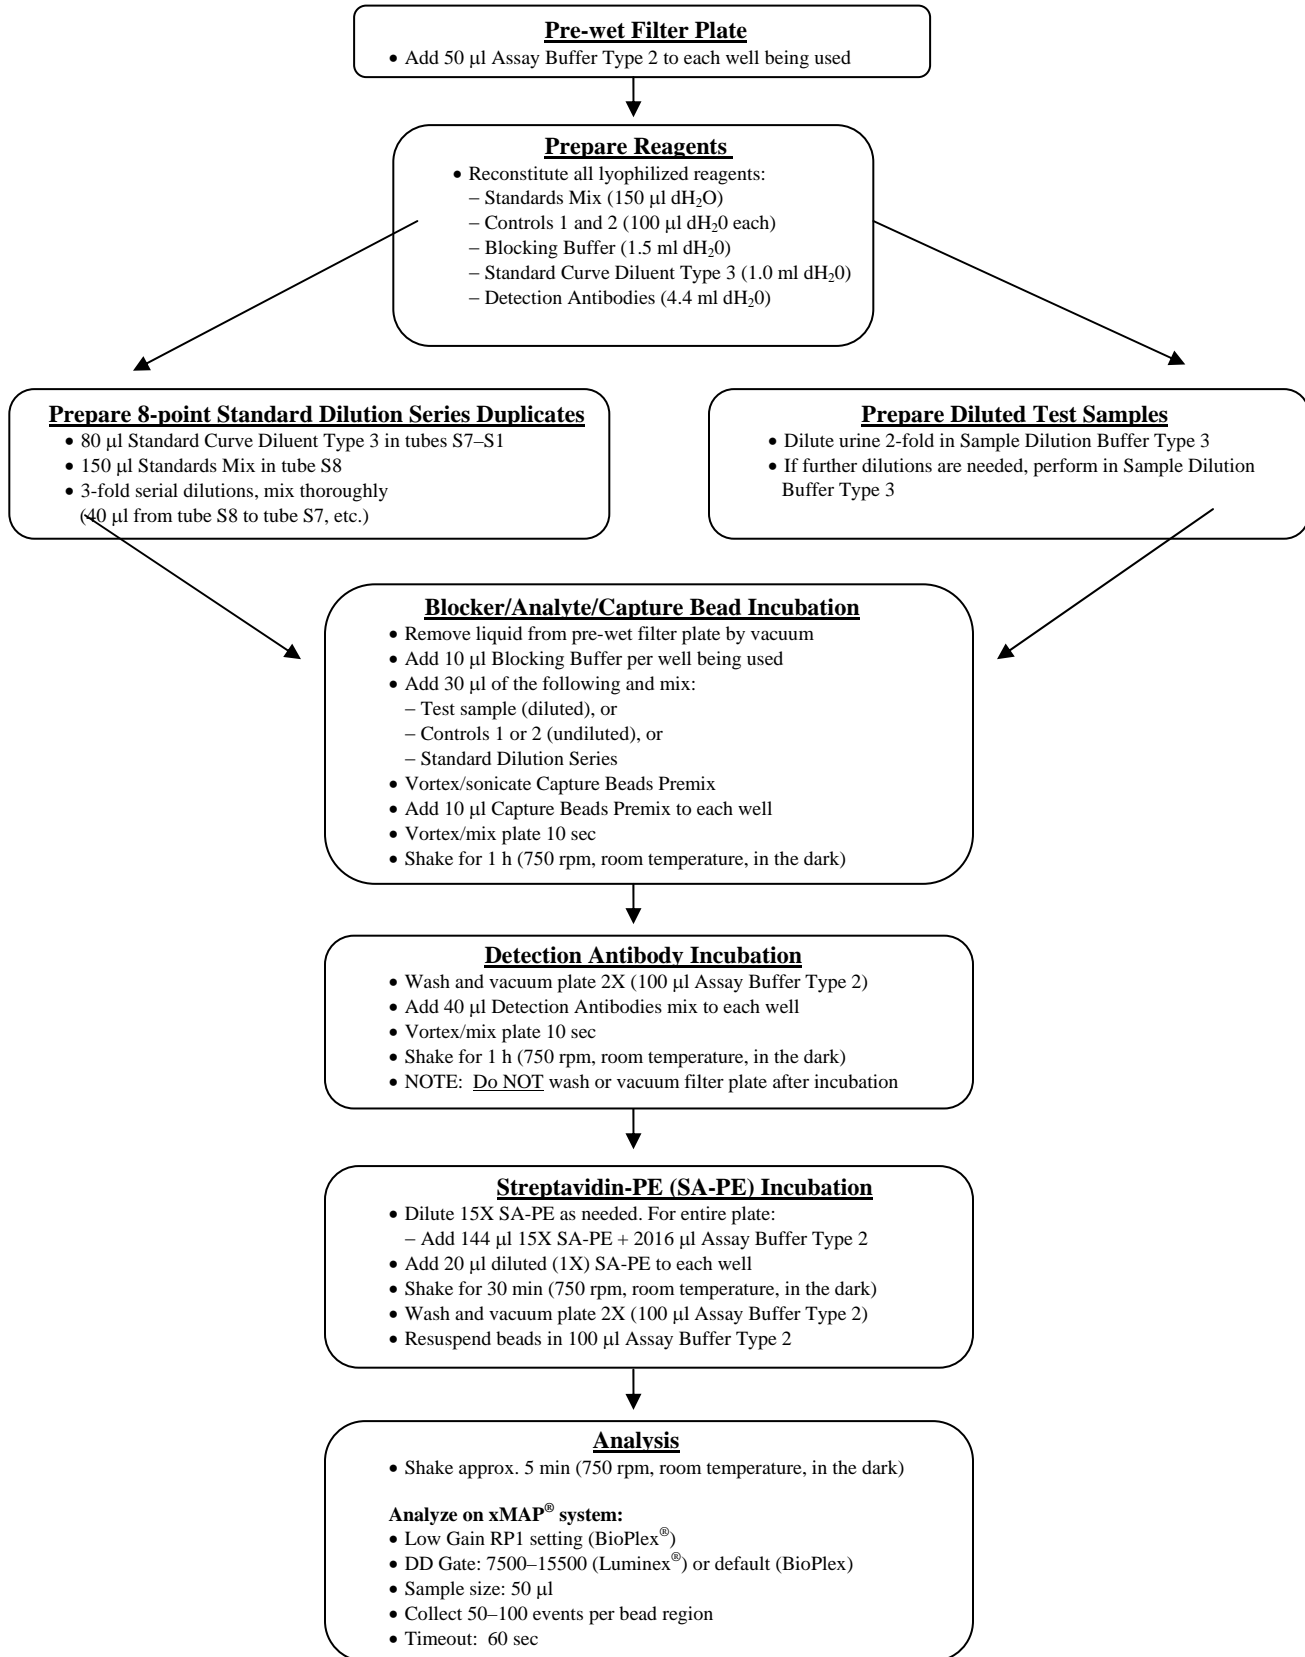 Pre-wet Filter Plate
• Add 50 μl Assay Buffer Type 2 to each well being used
Prepare Reagents
• Reconstitute all lyophilized reagents:
– Standards Mix (150 μl dH₂O)
– Controls 1 and 2 (100 μl dH₂0 each)
– Blocking Buffer (1.5 ml dH₂0)
– Standard Curve Diluent Type 3 (1.0 ml dH₂0)
– Detection Antibodies (4.4 ml dH₂0)
Prepare 8-point Standard Dilution Series Duplicates
• 80 μl Standard Curve Diluent Type 3 in tubes S7–S1
• 150 μl Standards Mix in tube S8
• 3-fold serial dilutions, mix thoroughly
(40 μl from tube S8 to tube S7, etc.)
Prepare Diluted Test Samples
• Dilute urine 2-fold in Sample Dilution Buffer Type 3
• If further dilutions are needed, perform in Sample Dilution
Buffer Type 3
Blocker/Analyte/Capture Bead Incubation
• Remove liquid from pre-wet filter plate by vacuum
• Add 10 μl Blocking Buffer per well being used
• Add 30 μl of the following and mix:
– Test sample (diluted), or
– Controls 1 or 2 (undiluted), or
– Standard Dilution Series
• Vortex/sonicate Capture Beads Premix
• Add 10 μl Capture Beads Premix to each well
• Vortex/mix plate 10 sec
• Shake for 1 h (750 rpm, room temperature, in the dark)
Detection Antibody Incubation
• Wash and vacuum plate 2X (100 μl Assay Buffer Type 2)
• Add 40 μl Detection Antibodies mix to each well
• Vortex/mix plate 10 sec
• Shake for 1 h (750 rpm, room temperature, in the dark)
• NOTE: Do NOT wash or vacuum filter plate after incubation
Streptavidin-PE (SA-PE) Incubation
• Dilute 15X SA-PE as needed. For entire plate:
– Add 144 μl 15X SA-PE + 2016 μl Assay Buffer Type 2
• Add 20 μl diluted (1X) SA-PE to each well
• Shake for 30 min (750 rpm, room temperature, in the dark)
• Wash and vacuum plate 2X (100 μl Assay Buffer Type 2)
• Resuspend beads in 100 μl Assay Buffer Type 2
Analysis
• Shake approx. 5 min (750 rpm, room temperature, in the dark)
Analyze on xMAP® system:
• Low Gain RP1 setting (BioPlex®)
• DD Gate: 7500–15500 (Luminex®) or default (BioPlex)
• Sample size: 50 μl
• Collect 50–100 events per bead region
• Timeout: 60 sec